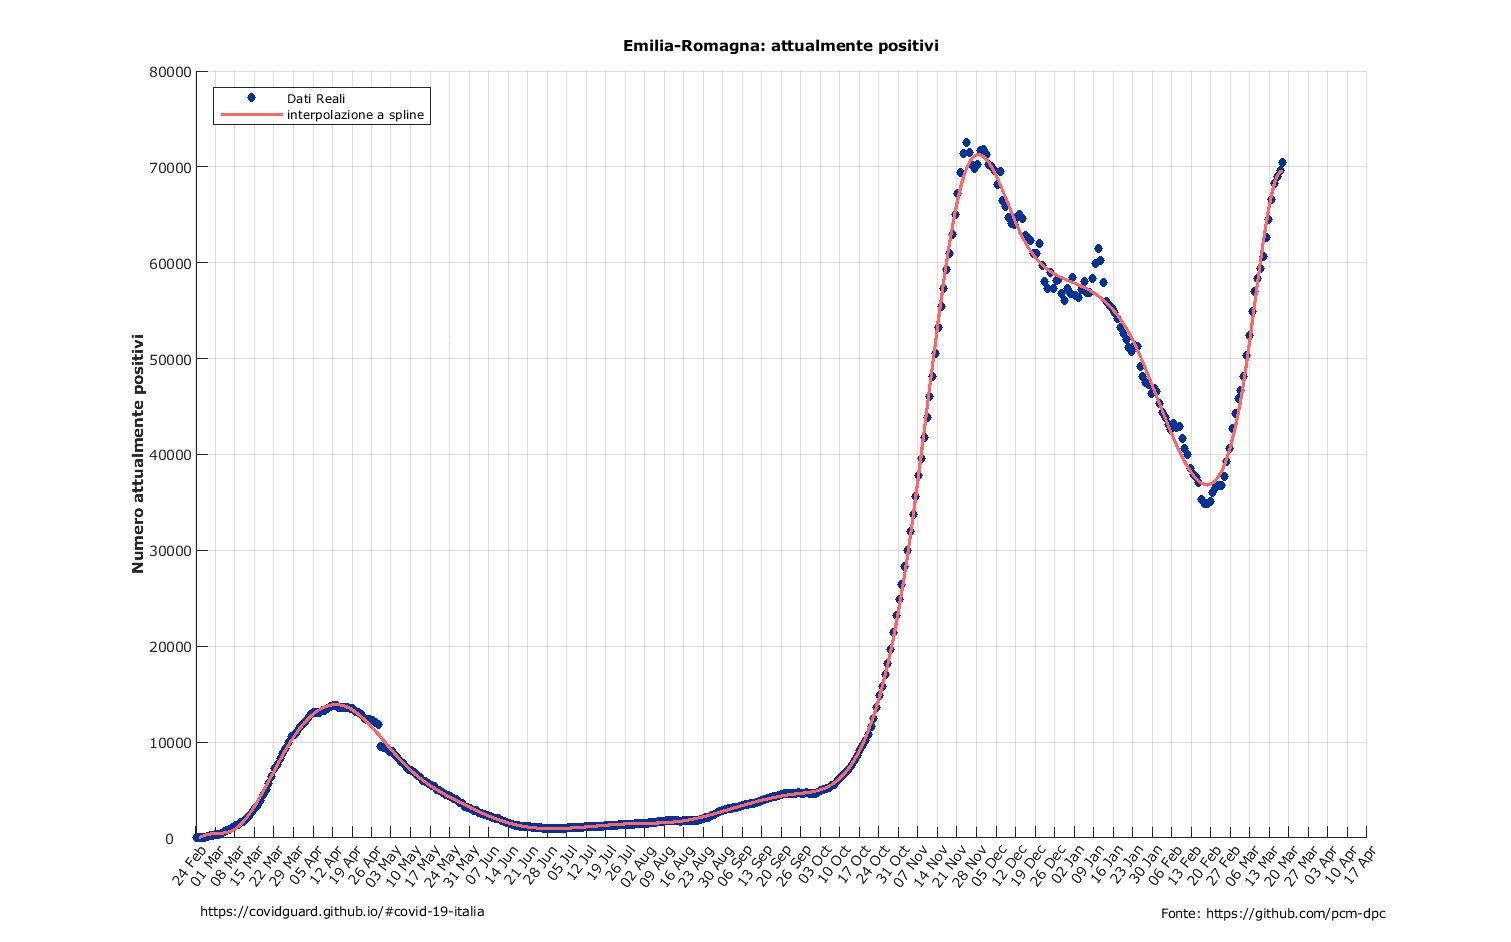 Emilia-Romagna: attualmente positivi
80000
70000
60000
50000
40000
30000
20000
10000
0
Numero attualmente positivi
Dati Reali
interpolazione a spline
24 Feb
01 Mar
08 Mar
15 Mar
22 Mar
29 Mar
05 Apr
12 Apr
19 Apr
26 Apr
03 May
10 May
17 May
24 May
31 May
07 Jun
14 Jun
21 Jun
28 Jun
05 Jul
12 Jul
19 Jul
26 Jul
02 Aug
09 Aug
16 Aug
23 Aug
30 Aug
06 Sep
13 Sep
20 Sep
26 Sep
03 Oct
10 Oct
17 Oct
24 Oct
31 Oct
07 Nov
14 Nov
21 Nov
28 Nov
05 Dec
12 Dec
19 Dec
26 Dec
02 Jan
09 Jan
16 Jan
23 Jan
30 Jan
06 Feb
13 Feb
20 Feb
27 Feb
06 Mar
13 Mar
20 Mar
27 Mar
03 Apr
10 Apr
17 Apr
https://covidguard.github.io/#covid-19-italia
Fonte: https://github.com/pcm-dpc